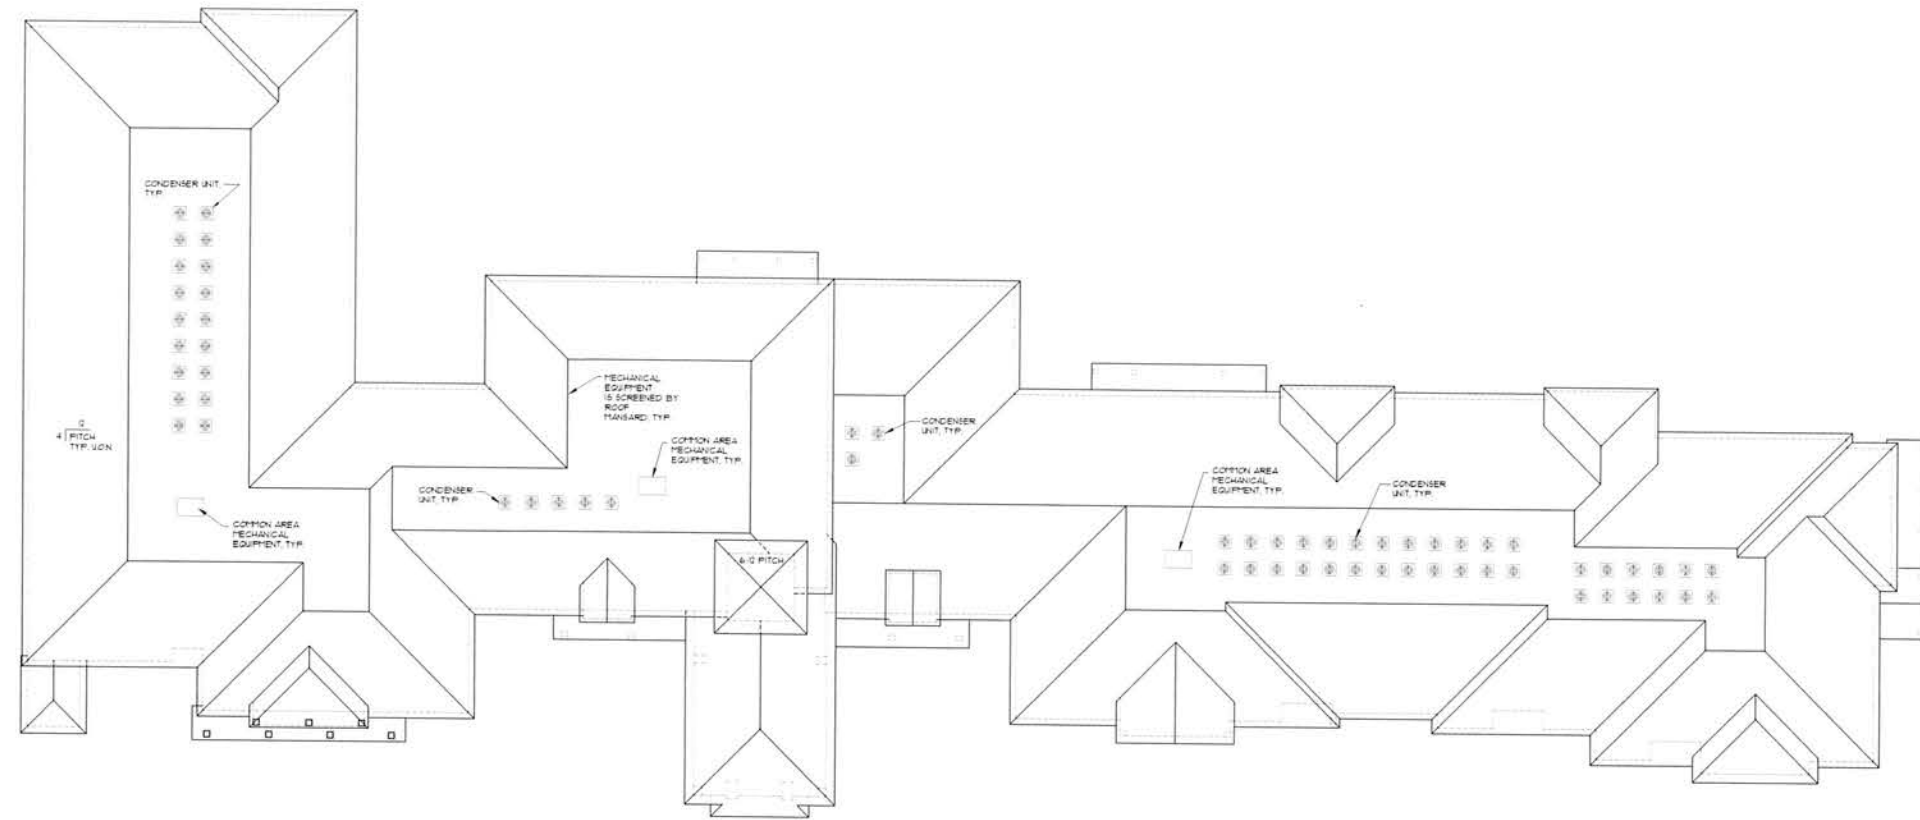 CONDENSER UNIT,
TYP.
12
4 PITCH
TYP. U.O.N.
COMMON AREA
MECHANICAL
EQUIPMENT, TYP.
MECHANICAL
EQUIPMENT
IS SCREENED BY
ROOF
MANSARD, TYP.
COMMON AREA
MECHANICAL
EQUIPMENT, TYP.
CONDENSER
UNIT, TYP.
6:12 PITCH
CONDENSER
UNIT, TYP.
COMMON AREA
MECHANICAL
EQUIPMENT, TYP.
CONDENSER
UNIT, TYP.